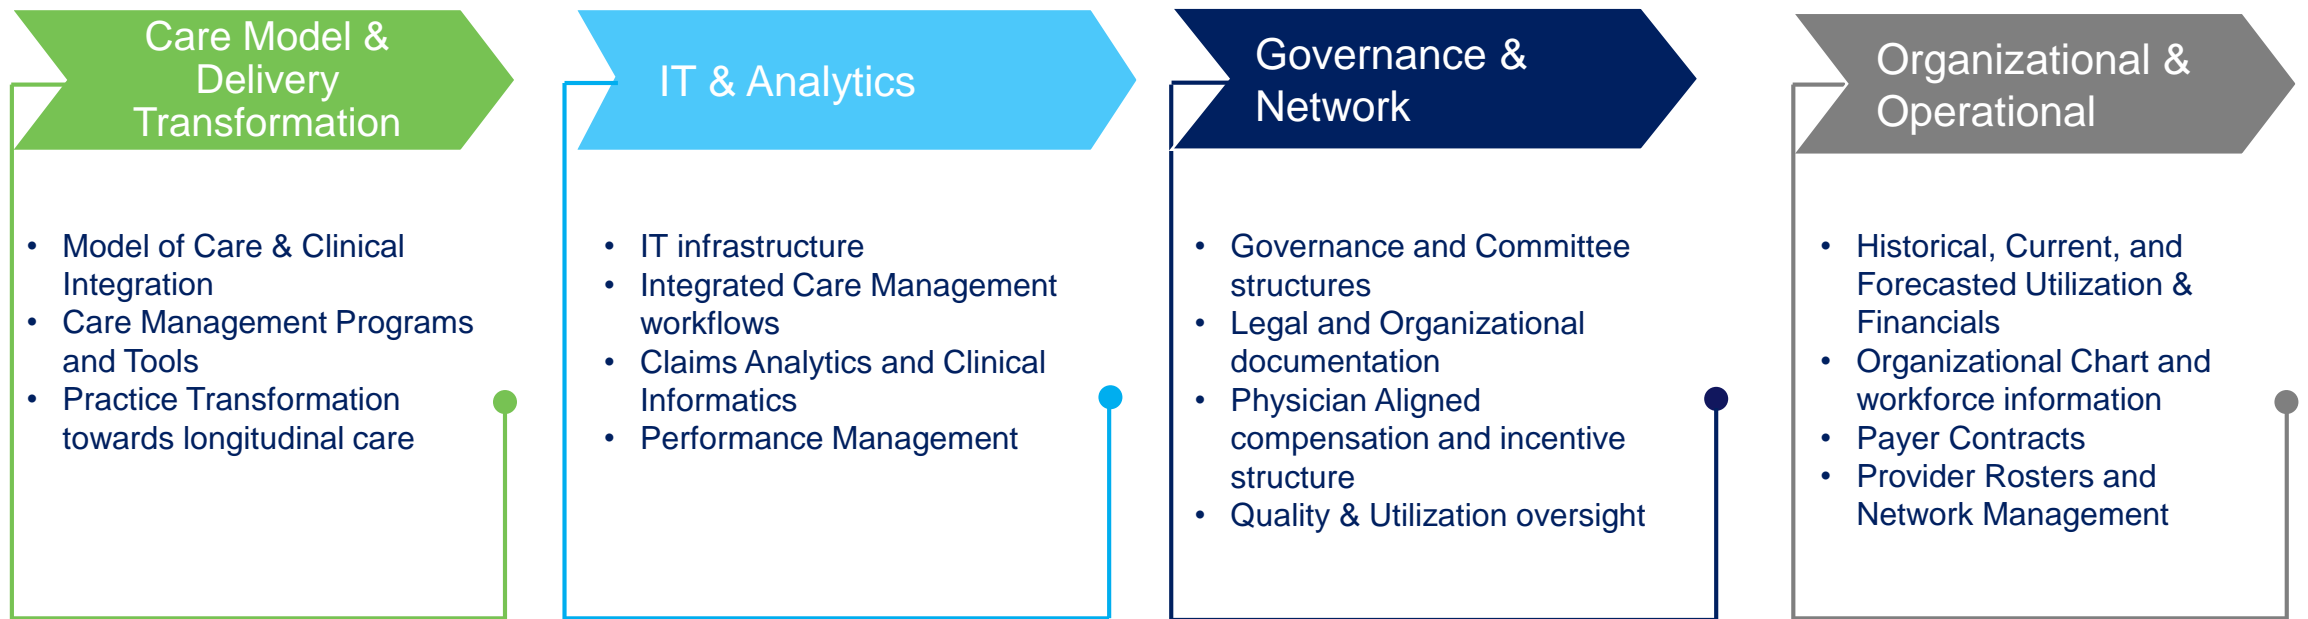 Care Model &
Delivery
Transformation
• Model of Care & Clinical
Integration
• Care Management Programs
and Tools
• Practice Transformation
towards longitudinal care
IT & Analytics
• IT infrastructure
• Integrated Care Management
workflows
• Claims Analytics and Clinical
Informatics
• Performance Management
Governance &
Network
• Governance and Committee
structures
• Legal and Organizational
documentation
• Physician Aligned
compensation and incentive
structure
• Quality & Utilization oversight
Organizational &
Operational
• Historical, Current, and
Forecasted Utilization &
Financials
• Organizational Chart and
workforce information
• Payer Contracts
• Provider Rosters and
Network Management